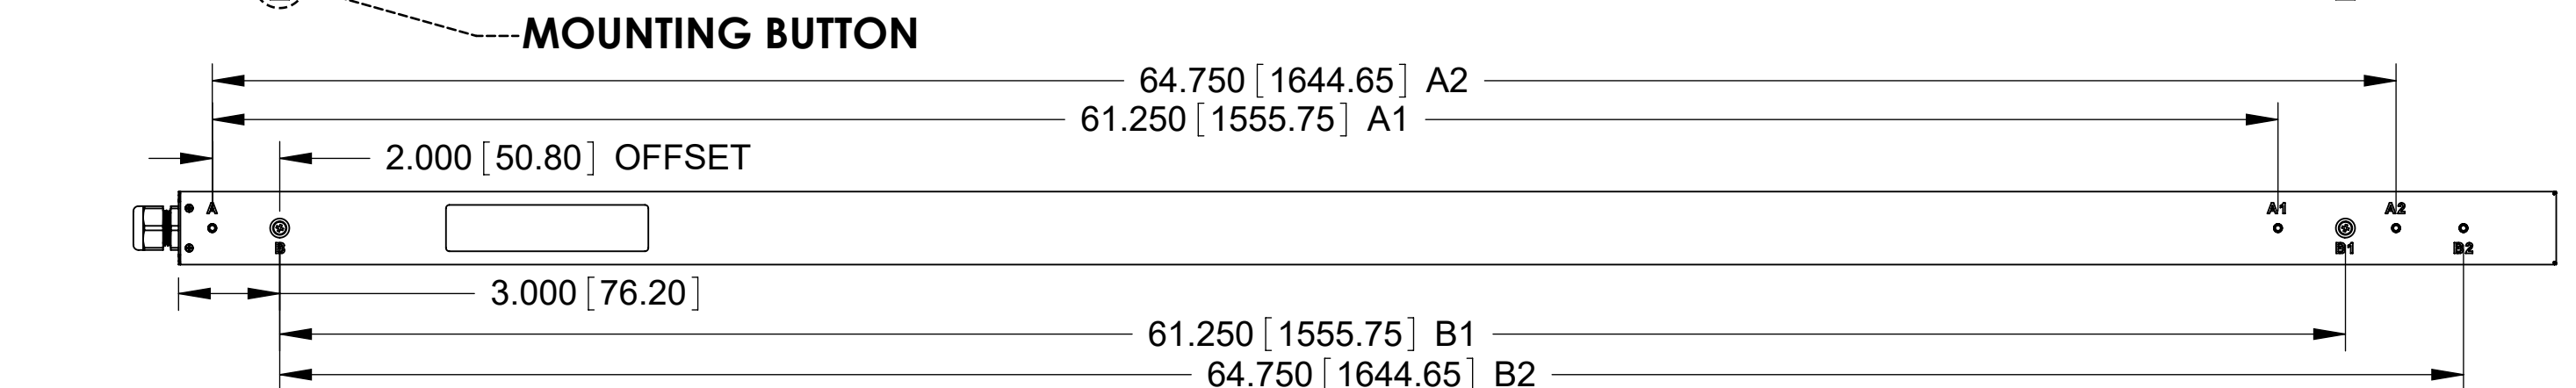 MOUNTING BUTTON
64.750 [1644.65] A2
61.250 [1555.75] A1
2.000 [50.80] OFFSET
A A1 A2
B B1 B2
3.000 [76.20]
61.250 [1555.75] B1
64.750 [1644.65] B2